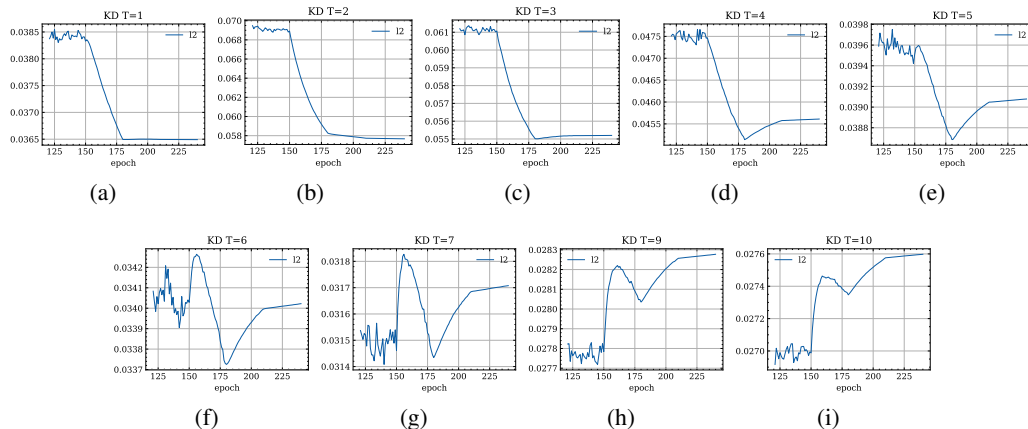 KD T=1
l2
0.0385
0.0380
0.0375
0.0370
0.0365
125 150 175 200 225
epoch
(a)
KD T=2
l2
0.070
0.068
0.066
0.064
0.062
0.060
0.058
125 150 175 200 225
epoch
(b)
KD T=3
l2
0.061
0.060
0.059
0.058
0.057
0.056
0.055
125 150 175 200 225
epoch
(c)
KD T=4
l2
0.0475
0.0470
0.0465
0.0460
0.0455
125 150 175 200 225
epoch
(d)
KD T=5
l2
0.0398
0.0396
0.0394
0.0392
0.0390
0.0388
125 150 175 200 225
epoch
(e)
KD T=6
l2
0.0342
0.0341
0.0340
0.0339
0.0338
0.0337
125 150 175 200 225
epoch
(f)
KD T=7
l2
0.0318
0.0317
0.0316
0.0315
0.0314
125 150 175 200 225
epoch
(g)
KD T=9
l2
0.0283
0.0282
0.0281
0.0280
0.0279
0.0278
0.0277
125 150 175 200 225
epoch
(h)
KD T=10
l2
0.0276
0.0274
0.0272
0.0270
125 150 175 200 225
epoch
(i)